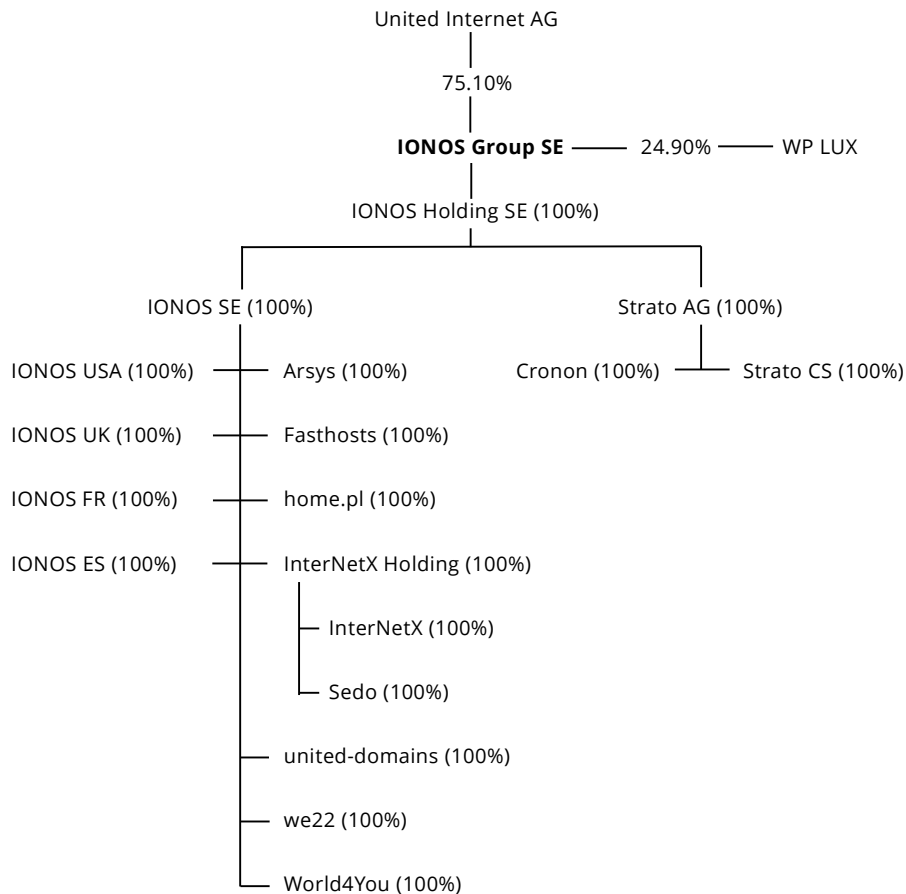 United Internet AG
75.10%
IONOS Group SE 24.90% WP LUX
IONOS Holding SE (100%)
IONOS SE (100%) Strato AG (100%)
IONOS USA (100%) Arsys (100%) Cronon (100%) Strato CS (100%)
IONOS UK (100%) Fasthosts (100%)
IONOS FR (100%) home.pl (100%)
IONOS ES (100%) InterNetX Holding (100%)
InterNetX (100%)
Sedo (100%)
united-domains (100%)
we22 (100%)
World4You (100%)